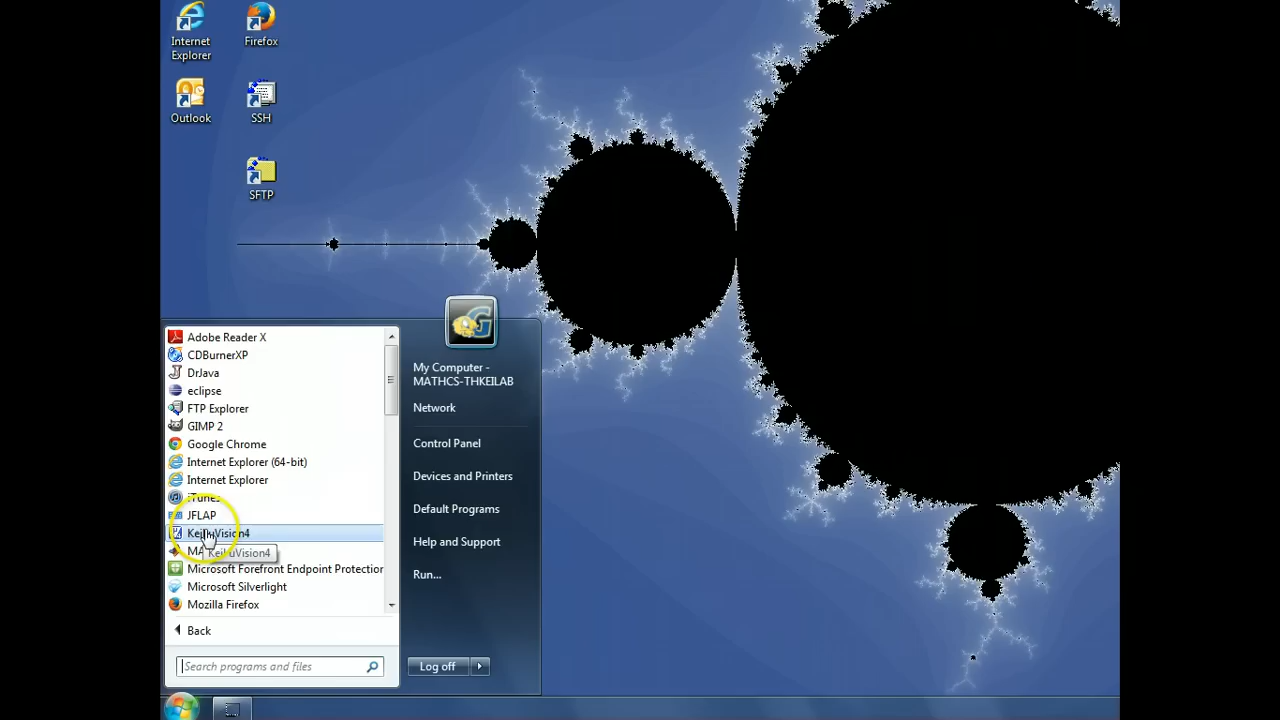 Internet
Explorer
Firefox
Outlook
SSH
SFTP
Adobe Reader X
CDBurnerXP
DrJava
eclipse
FTP Explorer
GIMP 2
Google Chrome
Internet Explorer (64-bit)
Internet Explorer
iTunes
JFLAP
Keil uVision4
MA
Keil uVision4
Microsoft Forefront Endpoint Protection
Microsoft Silverlight
Mozilla Firefox
Back
Search programs and files
My Computer -
MATHCS-THKEILAB
Network
Control Panel
Devices and Printers
Default Programs
Help and Support
Run...
Log off